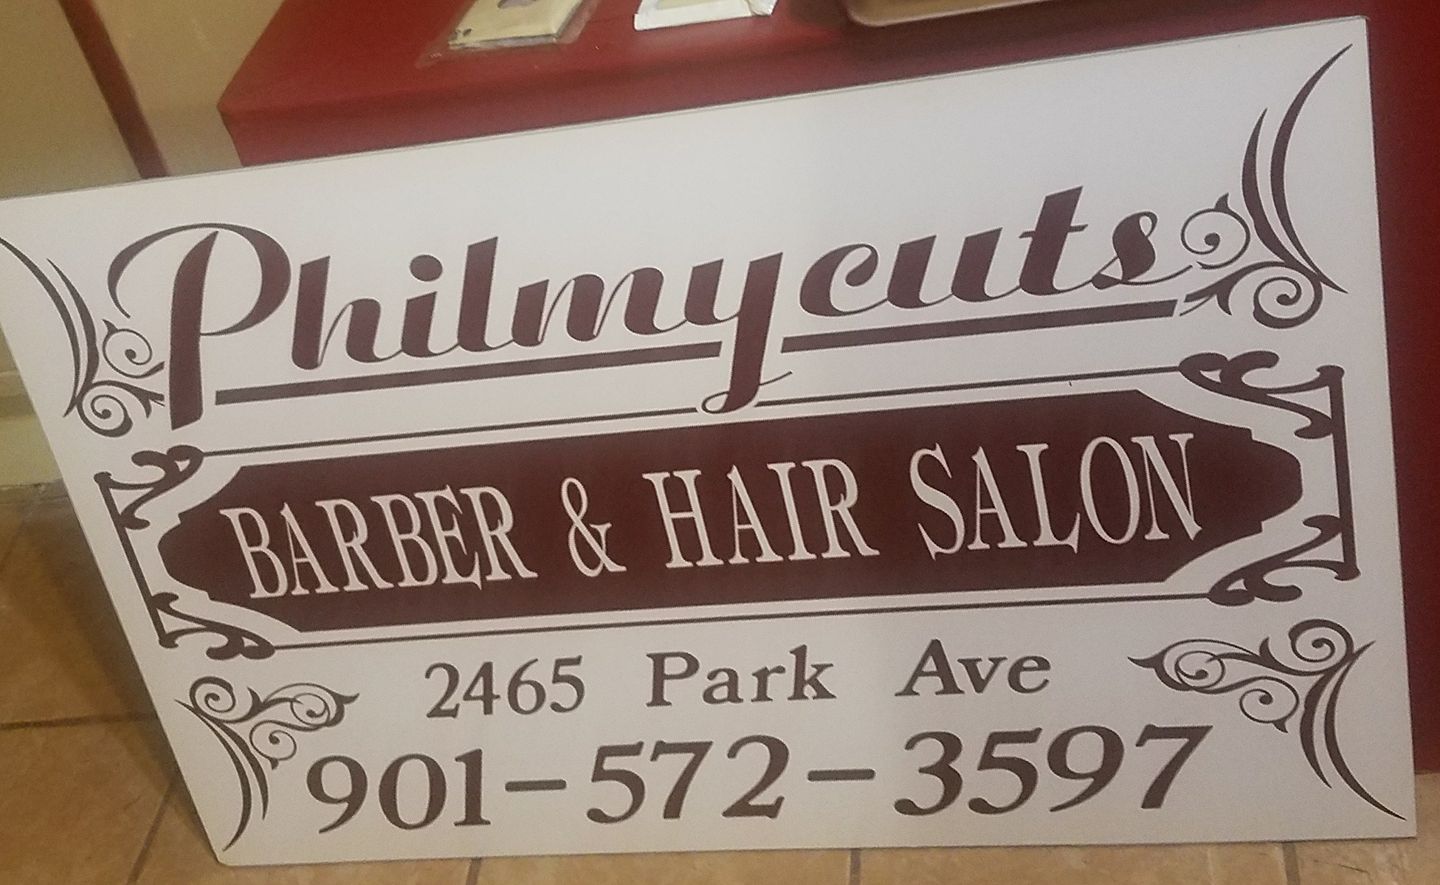 Philmycuts
BARBER & HAIR SALON
2465 Park Ave
901-572-3597